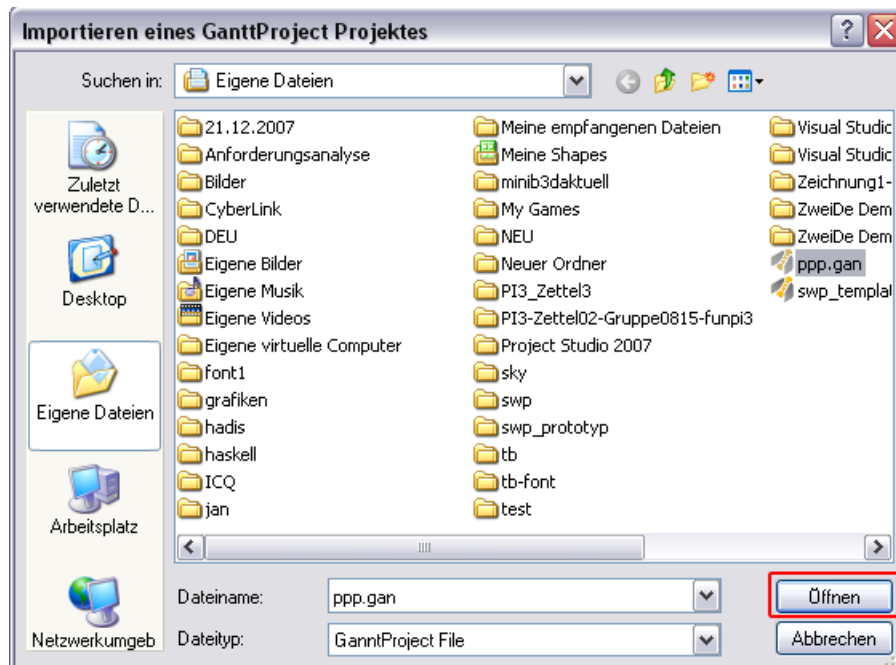 Importieren eines GanttProject Projektes
Suchen in:
Eigene Dateien
Zuletzt
verwendete D...
Desktop
Eigene Dateien
Arbeitsplatz
Netzwerkumgeb
21.12.2007
Anforderungsanalyse
Bilder
CyberLink
DEU
Eigene Bilder
Eigene Musik
Eigene Videos
Eigene virtuelle Computer
font1
grafiken
hadis
haskell
ICQ
jan
Meine empfangenen Dateien
Meine Shapes
minib3daktuell
My Games
NEU
Neuer Ordner
PI3_Zettel3
PI3-Zettel02-Gruppe0815-funpi3
Project Studio 2007
sky
swp
swp_prototyp
tb
tb-font
test
Visual Studic
Visual Studic
Zeichnung1-
ZweiDe Dem
ZweiDe Dem
ppp.gan
swp_templat
Dateiname:
ppp.gan
Öffnen
Dateityp:
GanntProject File
Abbrechen